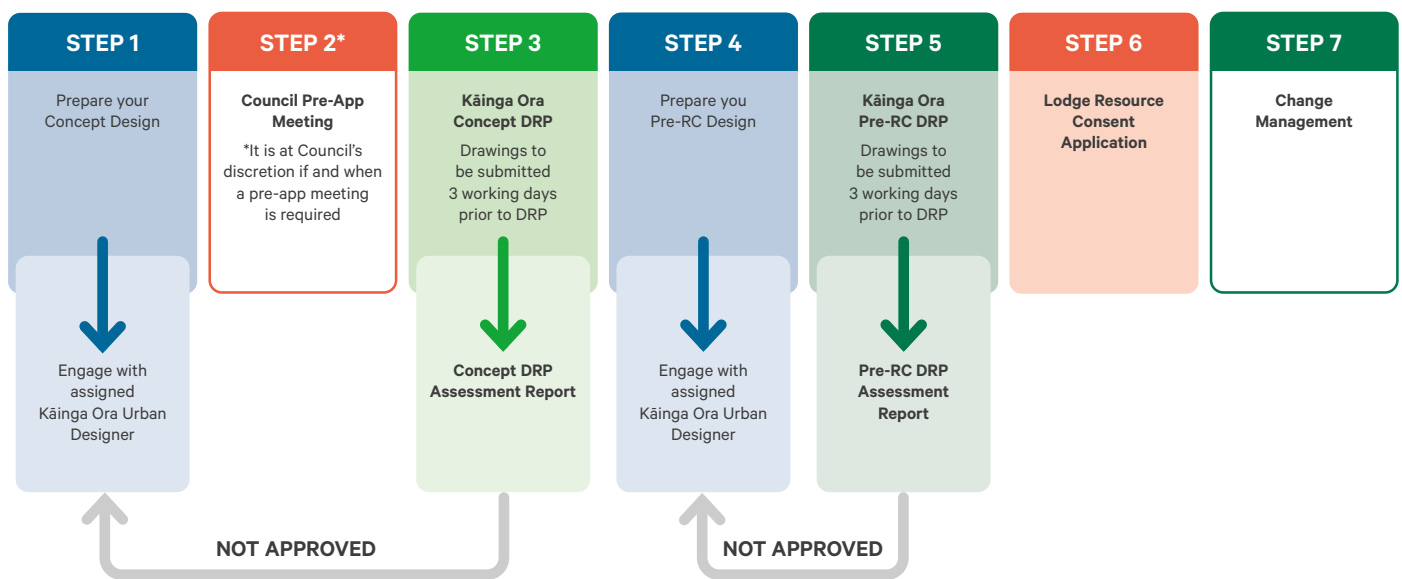 STEP 1
Prepare your
Concept Design
Engage with
assigned
Kāinga Ora Urban
Designer
STEP 2*
Council Pre-App
Meeting
*It is at Council's
discretion if and when
a pre-app meeting
is required
STEP 3
Kāinga Ora
Concept DRP
Drawings to
be submitted
3 working days
prior to DRP
Concept DRP
Assessment Report
STEP 4
Prepare you
Pre-RC Design
Engage with
assigned
Kāinga Ora Urban
Designer
STEP 5
Kāinga Ora
Pre-RC DRP
Drawings to
be submitted
3 working days
prior to DRP
Pre-RC DRP
Assessment
Report
STEP 6
Lodge Resource
Consent
Application
STEP 7
Change
Management
NOT APPROVED
NOT APPROVED